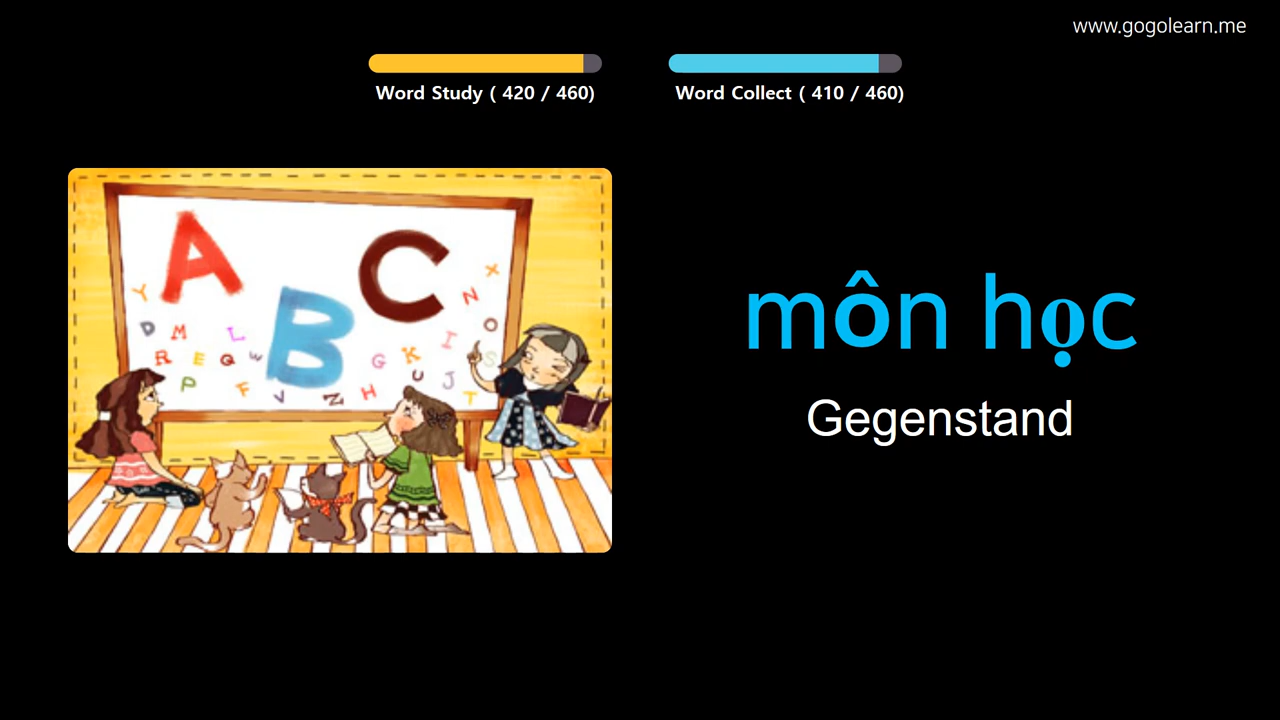 www.gogolearn.me
Word Study ( 420 / 460)
Word Collect ( 410 / 460)
A
B
C
Y
X
N
O
D
M
L
I
R
E
Q
W
G
K
S
P
F
V
Z
H
U
J
T
môn học
Gegenstand